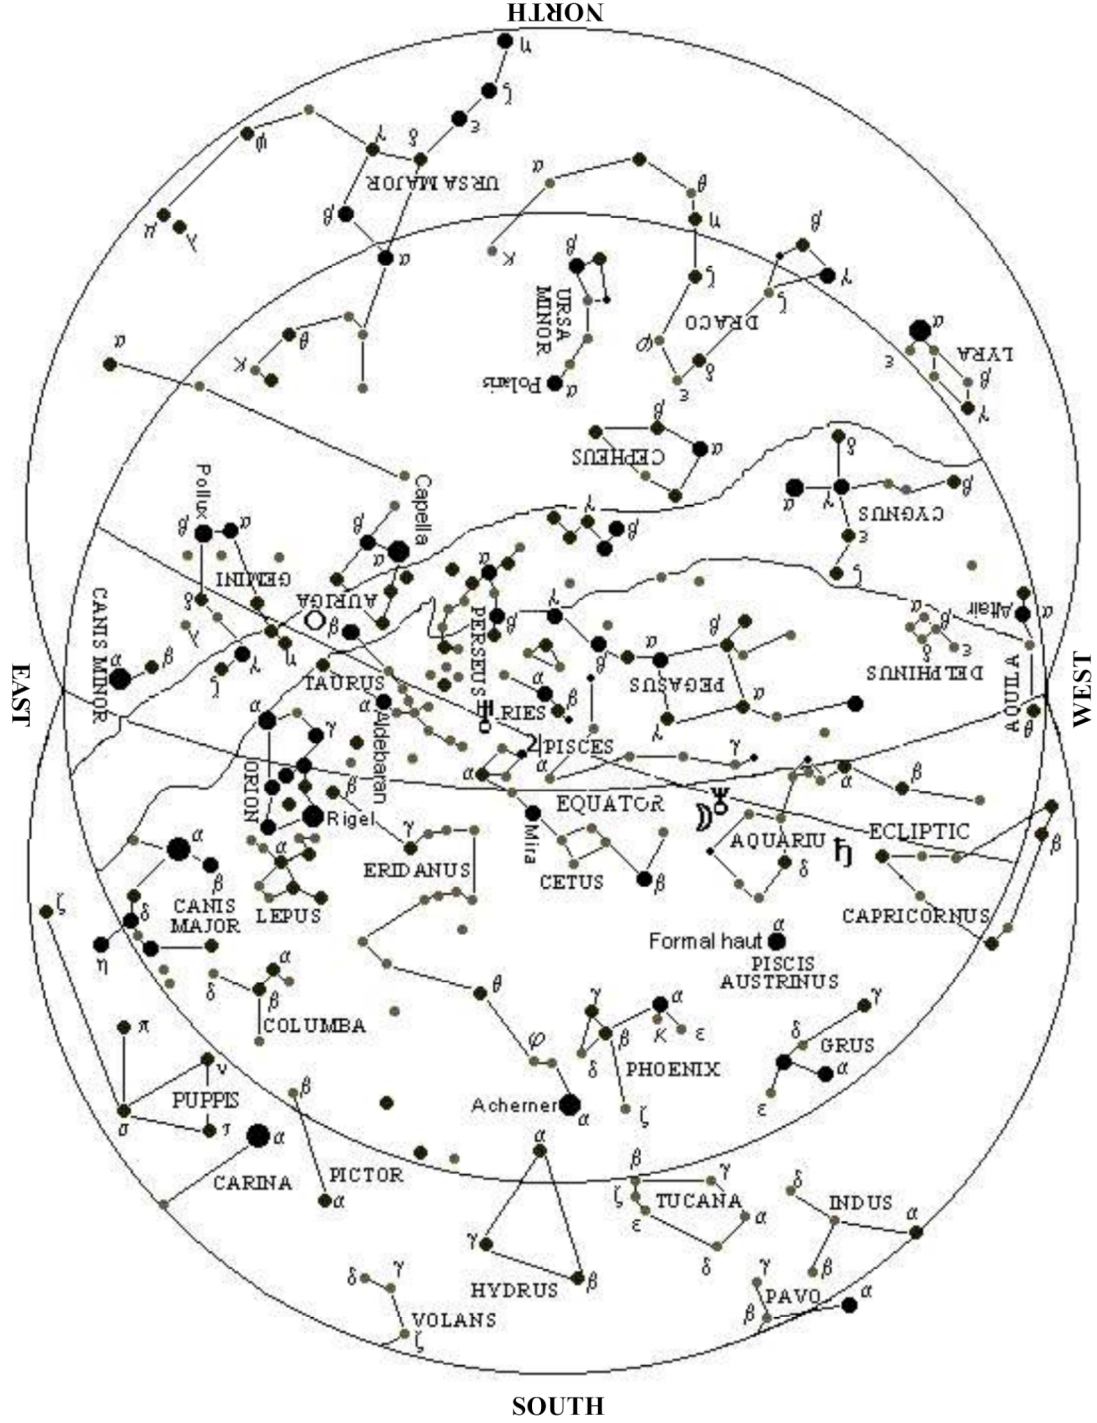 NORTH
η
ζ
ε
ψ
γ
δ
URSA MAJOR
α
θ
β
η
μ
λ
β
α
κ
β
γ
ζ
ζ
URSA
MINOR
DRACO
α
θ
κ
φ
δ
ε
Polaris
α
α
LYRA
ε
β
γ
β
α
CEPHEUS
δ
Pollux
Capella
α
γ
β
CYGNUS
β
α
β
α
γ
β
ε
ζ
GEMINI
AURIGA
α
PERSEUS
CANIS MINOR
δ
λ
β
β
γ
β
α
β
PEGASUS
Altair
α
α
β
γ
δ
ε
DELPHINUS
AQUILA
θ
EAST
WEST
α
β
γ
η
ζ
TAURUS
α
Aldebaran
α
β
RIES
γ
α
PISCES
α
γ
α
γ
ORION
β
Rigel
α
EQUATOR
Mira
α
β
ECLIPTIC
β
ERIDANUS
γ
CETUS
β
AQUARIU
δ
CAPRICORNUS
α
β
α
LEPUS
CANIS
MAJOR
δ
ζ
η
Formal haut
α
PISCIS
AUSTRINUS
δ
α
β
COLUMBA
θ
γ
α
κ
ε
β
δ
PHOENIX
ζ
γ
δ
GRUS
α
ε
π
ν
PUPPIS
σ
τ
φ
Acherner
α
β
α
CARINA
PICTOR
α
α
γ
β
HYDRUS
β
γ
ζ
TUCANA
ε
α
δ
δ
INDUS
α
β
δ
γ
VOLANS
ζ
γ
PAVO
α
β
SOUTH